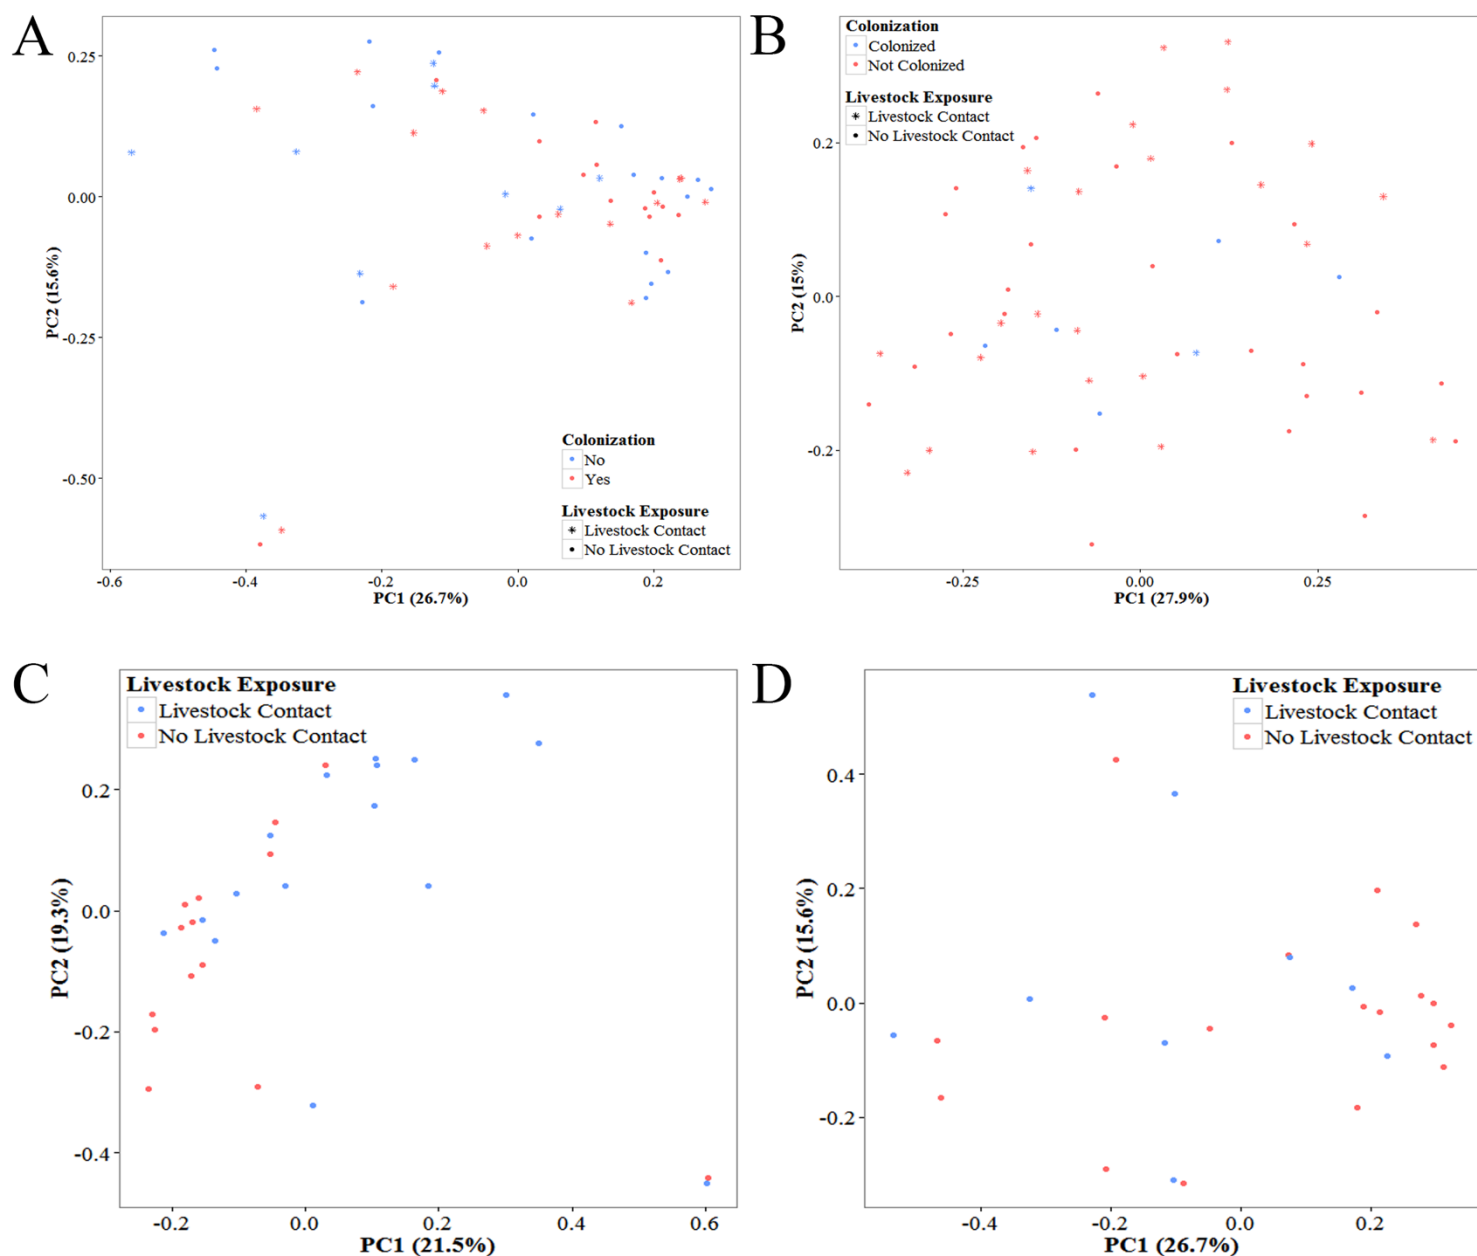 A
0.25
0.00
-0.25
-0.50
PC2 (15.6%)
Colonization
No
Yes
Livestock Exposure
Livestock Contact
No Livestock Contact
-0.6
-0.4
-0.2
0.0
0.2
PC1 (26.7%)
B
Colonization
Colonized
Not Colonized
Livestock Exposure
Livestock Contact
No Livestock Contact
0.2
0.0
-0.2
PC2 (15%)
-0.25
0.00
0.25
PC1 (27.9%)
C
Livestock Exposure
Livestock Contact
No Livestock Contact
0.2
0.0
-0.2
-0.4
PC2 (19.3%)
-0.2
0.0
0.2
0.4
0.6
PC1 (21.5%)
D
Livestock Exposure
Livestock Contact
No Livestock Contact
0.4
0.2
0.0
-0.2
PC2 (15.6%)
-0.4
-0.2
0.0
0.2
PC1 (26.7%)